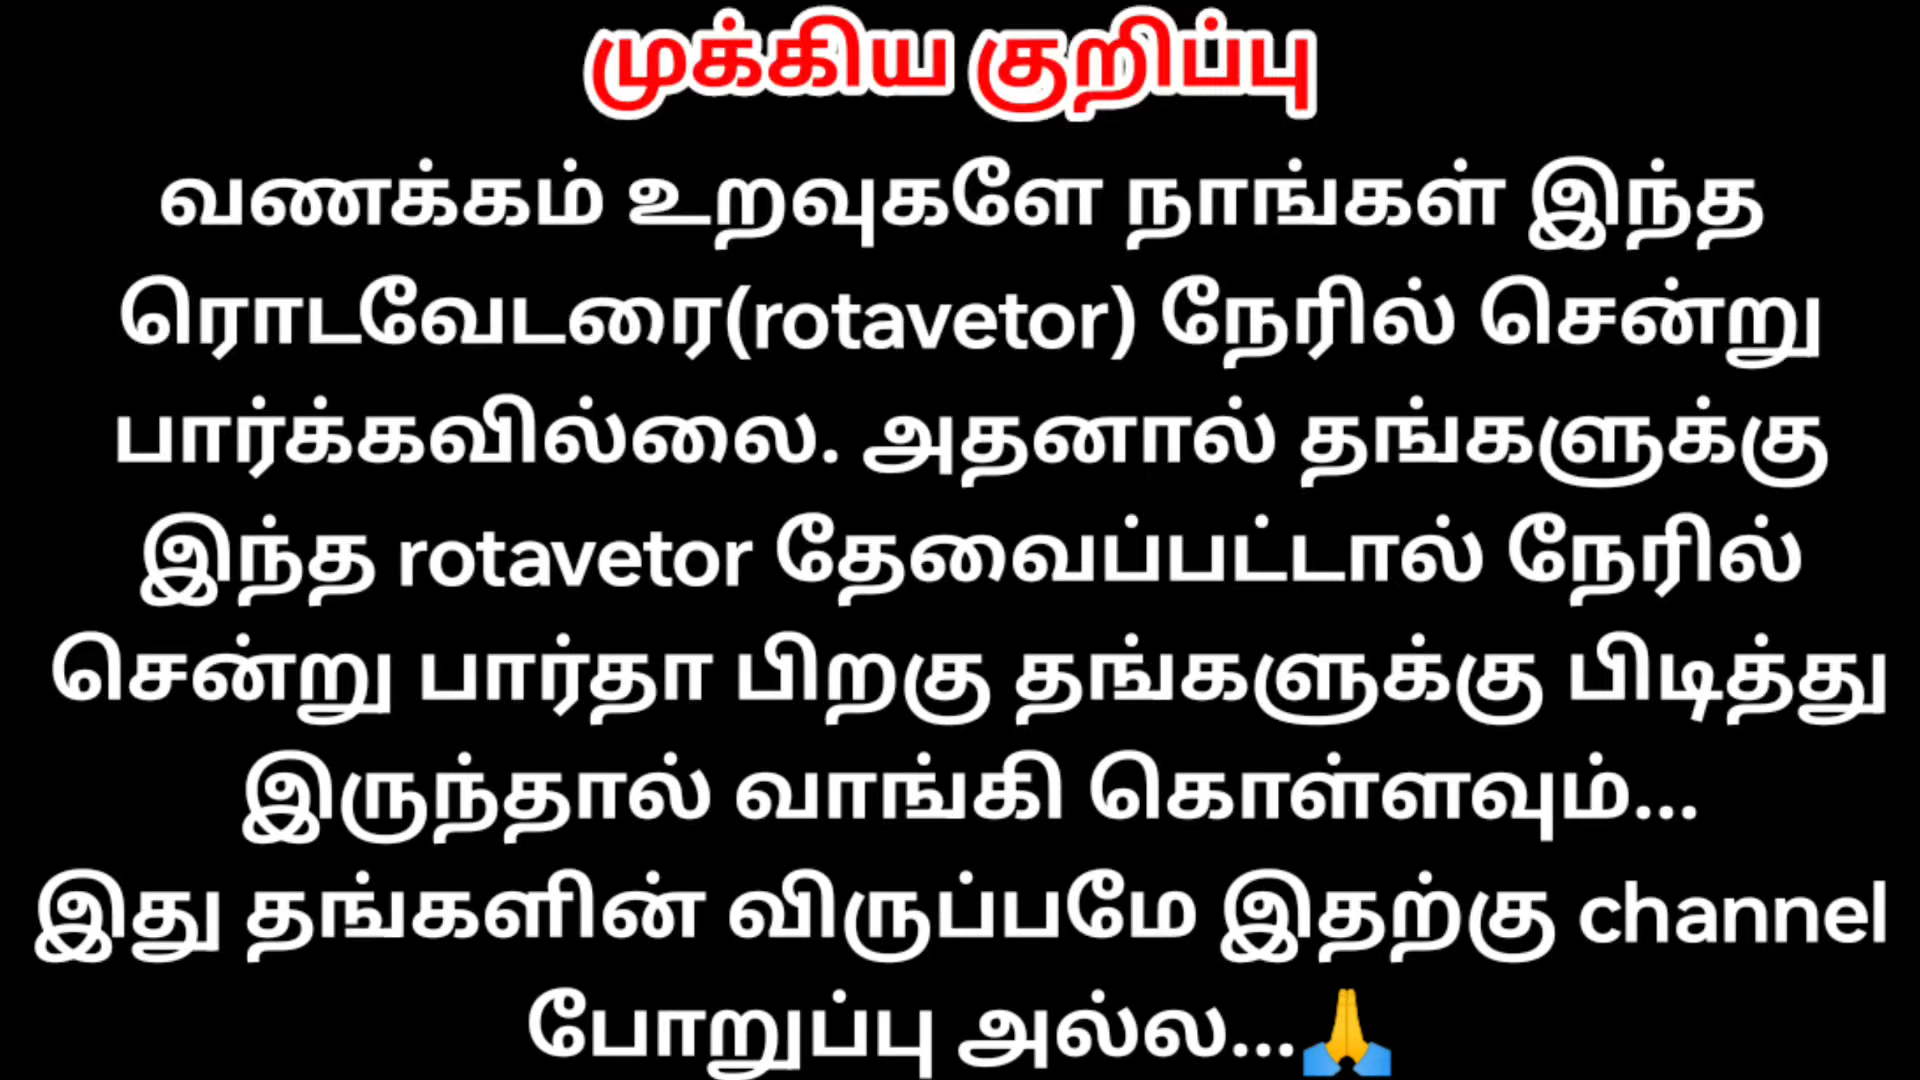 முக்கிய குறிப்பு
வணக்கம் உறவுகளே நாங்கள் இந்த
ரொடவேடரை(rotavetor) நேரில் சென்று
பார்க்கவில்லை. அதனால் தங்களுக்கு
இந்த rotavetor தேவைப்பட்டால் நேரில்
சென்று பார்தா பிறகு தங்களுக்கு பிடித்து
இருந்தால் வாங்கி கொள்ளவும்...
இது தங்களின் விருப்பமே இதற்கு channel
போறுப்பு அல்ல...🙏